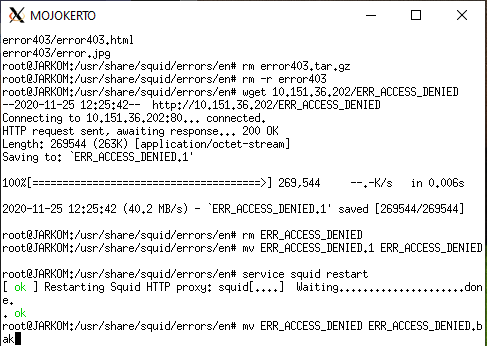 MOJOKERTO
error403/error403.html
error403/error.jpg
root@JARKOM:/usr/share/squid/errors/en# rm error403.tar.gz
root@JARKOM:/usr/share/squid/errors/en# rm -r error403
root@JARKOM:/usr/share/squid/errors/en# wget 10.151.36.202/ERR_ACCESS_DENIED
--2020-11-25 12:25:42--  http://10.151.36.202/ERR_ACCESS_DENIED
Connecting to 10.151.36.202:80... connected.
HTTP request sent, awaiting response... 200 OK
Length: 269544 (263K) [application/octet-stream]
Saving to: `ERR_ACCESS_DENIED.1'
100%[======================================>] 269,544     --.-K/s   in 0.006s
2020-11-25 12:25:42 (40.2 MB/s) - `ERR_ACCESS_DENIED.1' saved [269544/269544]
root@JARKOM:/usr/share/squid/errors/en# rm ERR_ACCESS_DENIED
root@JARKOM:/usr/share/squid/errors/en# mv ERR_ACCESS_DENIED.1 ERR_ACCESS_DENIED
root@JARKOM:/usr/share/squid/errors/en# service squid restart
[ ok ] Restarting Squid HTTP proxy: squid[....]  Waiting.....................don
e.
. ok
root@JARKOM:/usr/share/squid/errors/en# mv ERR_ACCESS_DENIED ERR_ACCESS_DENIED.b
ak